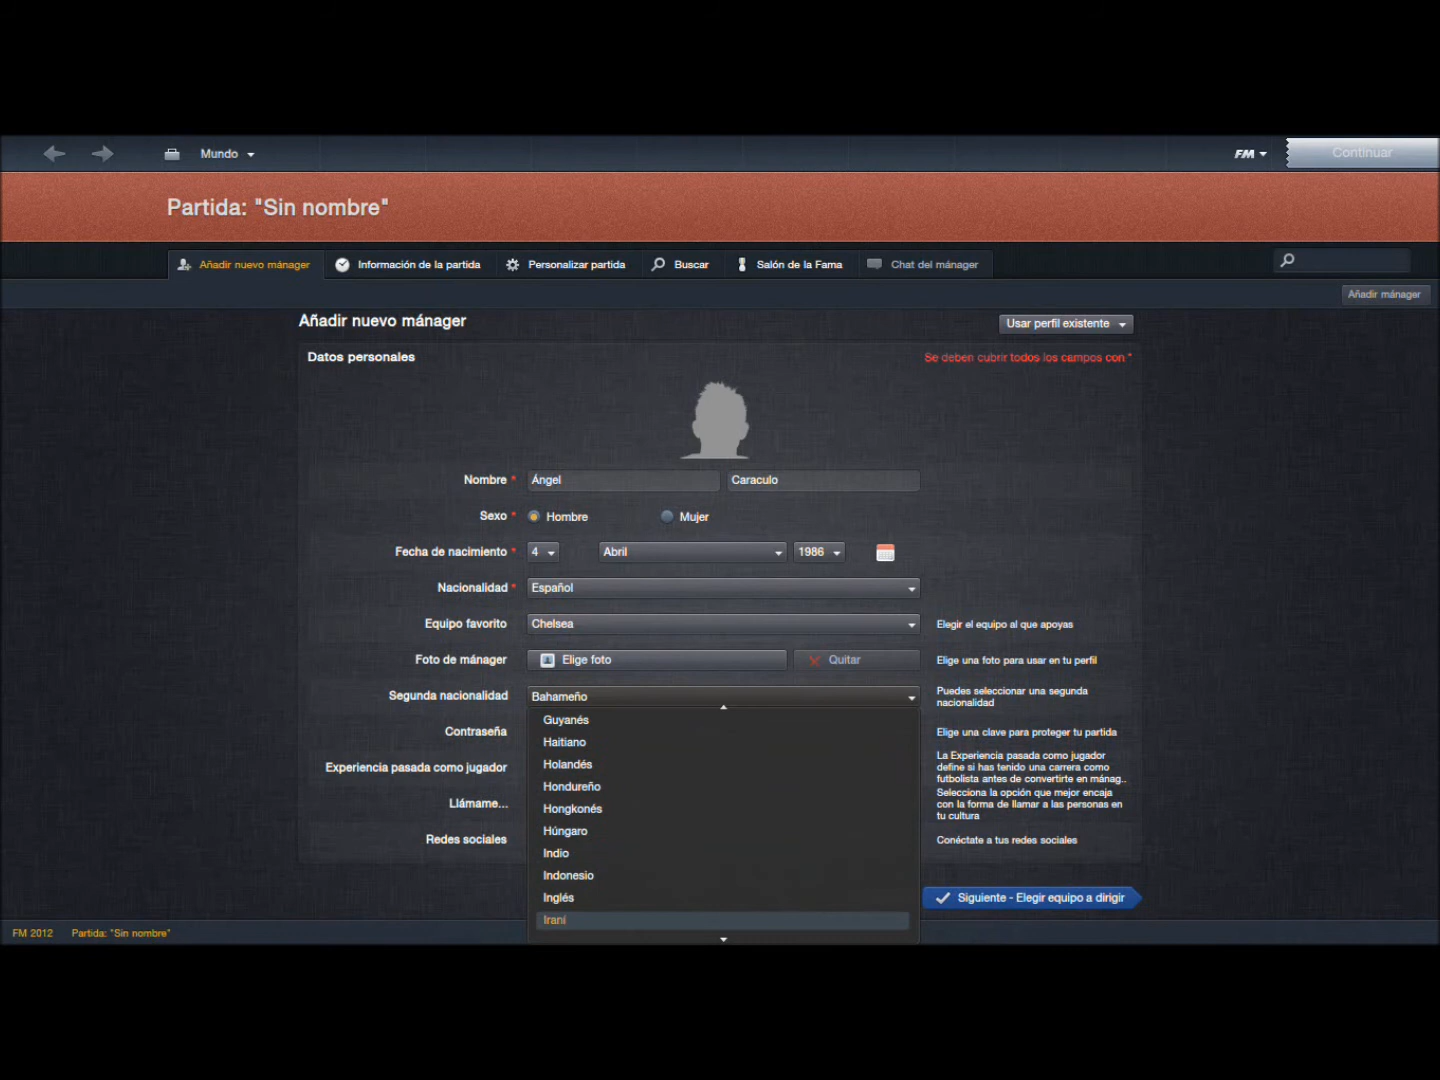 Mundo
FM
Continuar
Partida: "Sin nombre"
Añadir nuevo mánager
Información de la partida
Personalizar partida
Buscar
Salón de la Fama
Chat del mánager
Añadir mánager
Añadir nuevo mánager
Usar perfil existente
Datos personales
Se deben cubrir todos los campos con *
Nombre * Ángel Caraculo
Sexo * Hombre Mujer
Fecha de nacimiento * 4 Abril 1986
Nacionalidad * Español
Equipo favorito Chelsea Elegir el equipo al que apoyas
Foto de mánager Elige foto Quitar Elige una foto para usar en tu perfil
Segunda nacionalidad Bahameño
Puedes seleccionar una segunda
nacionalidad
Guyanés
Haitiano
Holandés
Hondureño
Hongkonés
Húngaro
Indio
Indonesio
Inglés
Iraní
Contraseña
Elige una clave para proteger tu partida
Experiencia pasada como jugador
La Experiencia pasada como jugador
define si has tenido una carrera como
futbolista antes de convertirte en mánag..
Llámame...
Selecciona la opción que mejor encaja
con la forma de llamar a las personas en
tu cultura
Redes sociales
Conéctate a tus redes sociales
Siguiente - Elegir equipo a dirigir
FM 2012 Partida: "Sin nombre"